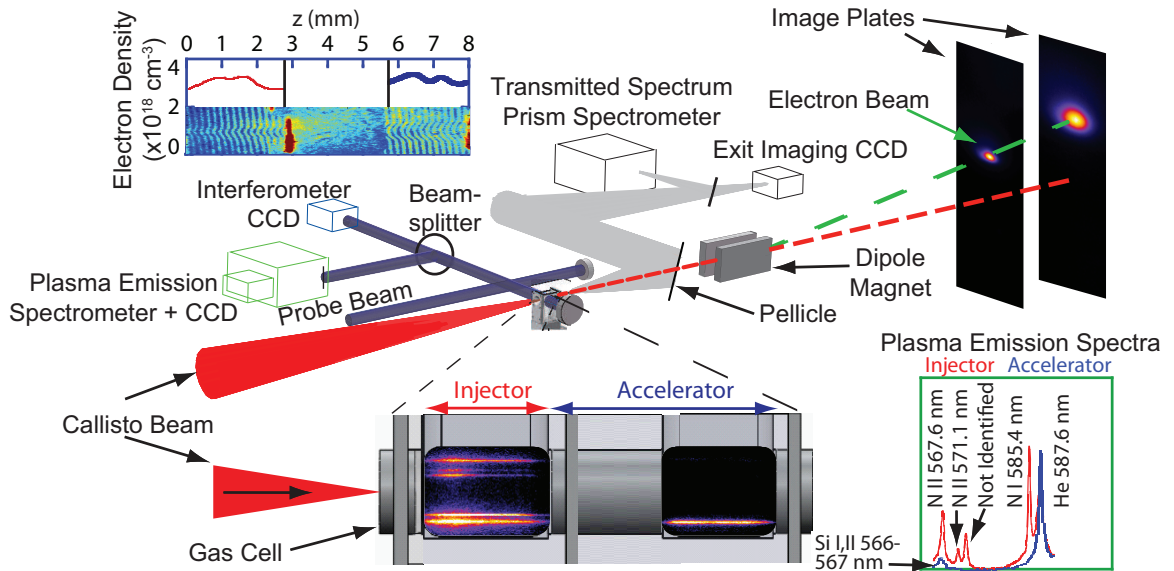 z (mm)
0 1 2 3 4 5 6 7 8
Electron Density
(x10¹⁸ cm⁻³)
4
2
2
0
Image Plates
Transmitted Spectrum
Prism Spectrometer
Electron Beam
Exit Imaging CCD
Interferometer
CCD
Beam-
splitter
Plasma Emission
Spectrometer + CCD
Probe Beam
Dipole
Magnet
Pellicle
Callisto Beam
Injector
Accelerator
Gas Cell
Plasma Emission Spectra
Injector Accelerator
N II 567.6 nm
N II 571.1 nm
Not Identified
N I 585.4 nm
He 587.6 nm
Si I,II 566-
567 nm